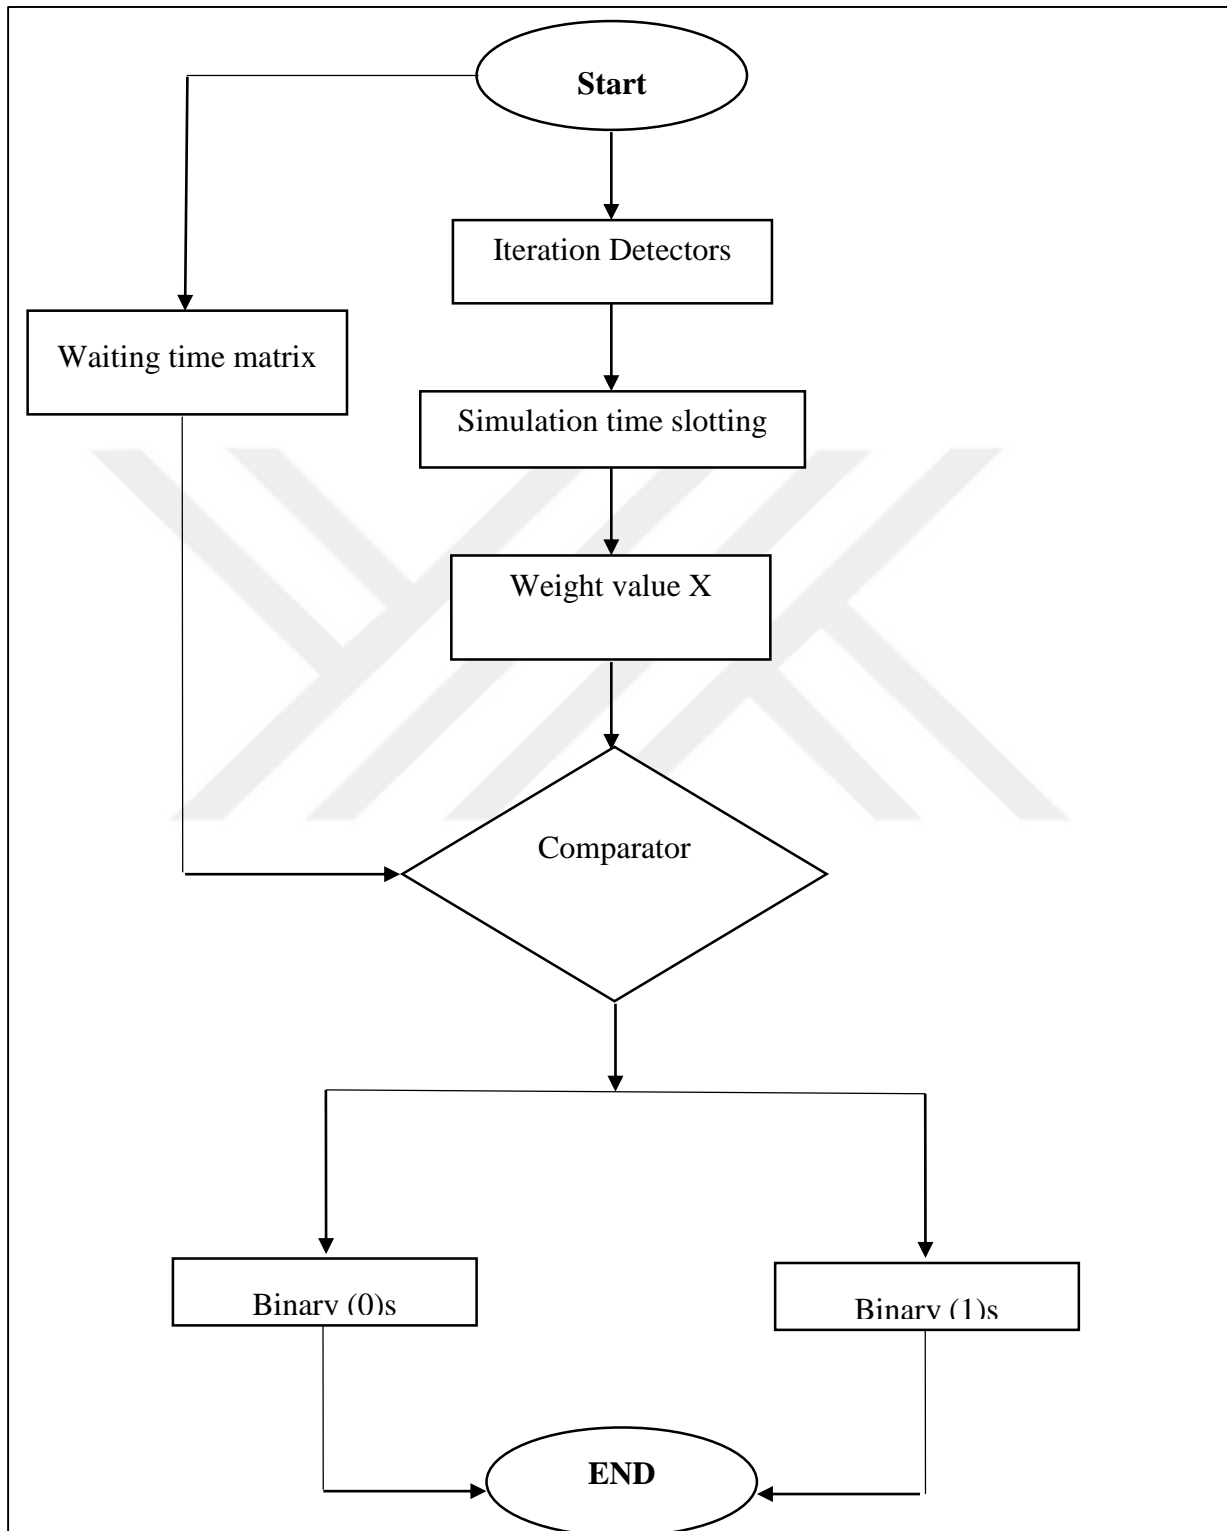 Start
Iteration Detectors
Waiting time matrix
Simulation time slotting
Weight value X
Comparator
Binary (0)s
Binary (1)s
END